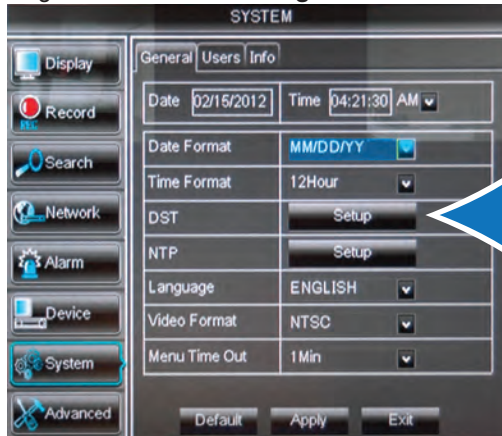 SYSTEM
Display
Record
REC
Search
Network
Alarm
Device
System
Advanced
General Users Info
Date 02/15/2012 Time 04:21:30 AM
Date Format MM/DD/YY
Time Format 12Hour
DST Setup
NTP Setup
Language ENGLISH
Video Format NTSC
Menu Time Out 1Min
Default Apply Exit